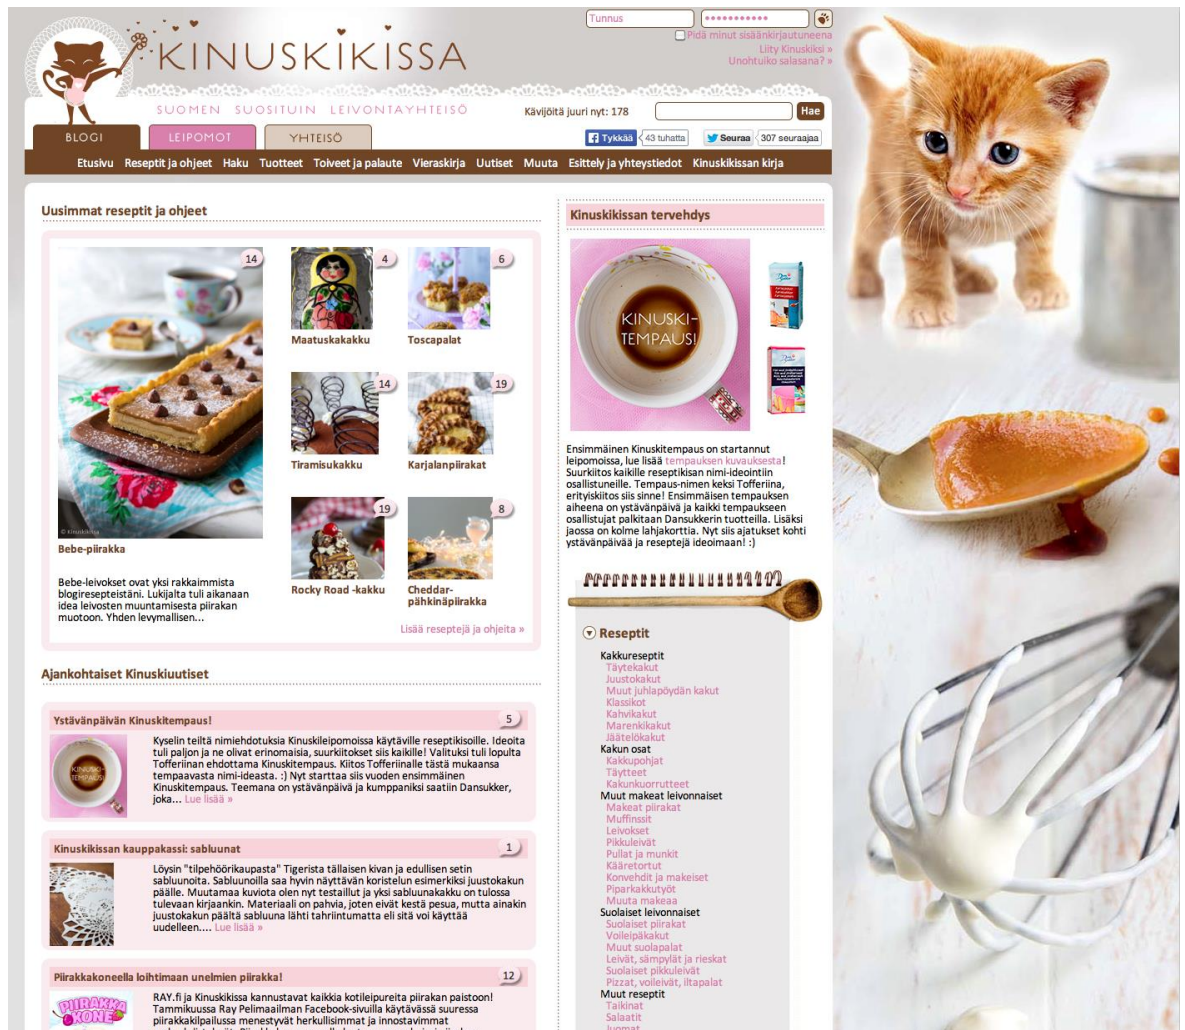 Tunnus
KINUSKIKISSA
Pidä minut sisäänkirjautuneena
Liity Kinuskiksi »
Unohtuiko salasana? »
SUOMEN SUOSITUIN LEIVONTAYHTEISÖ
Kävijöitä juuri nyt: 178
Hae
BLOGI
LEIPOMOT
YHTEISÖ
Tykkää
43 tuhatta
Seuraa
307 seuraajaa
Etusivu Reseptit ja ohjeet Haku Tuotteet Toiveet ja palaute Vieraskirja Uutiset Muuta Esittely ja yhteystiedot Kinuskikissan kirja
Uusimmat reseptit ja ohjeet
14
4
6
Maatuskakakku
Toscapalat
14
19
Tiramisukakku
Karjalanpiirakat
19
8
© Kinuskikissa
Bebe-piirakka
Rocky Road -kakku
Cheddar-
pähkinäpiirakka
Bebe-leivokset ovat yksi rakkaimmista
blogiresepteistäni. Lukijalta tuli aikanaan
idea leivosten muuntamisesta piirakan
muotoon. Yhden levymallisen...
Lisää reseptejä ja ohjeita »
Ajankohtaiset Kinuskiuutiset
Ystävänpäivän Kinuskitempaus!
5
KINUSKI-
TEMPAUS!
Kyselin teiltä nimiehdotuksia Kinuskileipomoissa käytäville reseptikisoille. Ideoita
tuli paljon ja ne olivat erinomaisia, suurkiitokset siis kaikille! Valituksi tuli lopulta
Tofferiinan ehdottama Kinuskitempaus. Kiitos Tofferiinalle tästä mukaansa
tempaavasta nimi-ideasta. :) Nyt starttaa siis vuoden ensimmäinen
Kinuskitempaus. Teemana on ystävänpäivä ja kumppaniksi saatiin Dansukker,
joka... Lue lisää »
Kinuskikissan kauppakassi: sabluunat
1
Löysin "tilpehöörikaupasta" Tigerista tällaisen kivan ja edullisen setin
sabluunoita. Sabluunoilla saa hyvin näyttävän koristelun esimerkiksi juustokakun
päälle. Muutamaa kuviota olen nyt testaillut ja yksi sabluunakakku on tulossa
tulevaan kirjaankin. Materiaali on pahvia, joten eivät kestä pesua, mutta ainakin
juustokakun päältä sabluuna lähti tahriintumatta eli sitä voi käyttää
uudelleen.... Lue lisää »
Piirakkakoneella loihtimaan unelmien piirakka!
12
PIIRAKKA
KONE
RAY.fi ja Kinuskikissa kannustavat kaikkia kotileipureita piirakan paistoon!
Tammikuussa Ray Pelimaailman Facebook-sivuilla käytävässä suuressa
piirakkakilpailussa menestyvät herkullisimmat ja innostavimmat
Kinuskikissan tervehdys
KINUSKI-
TEMPAUS!
Ensimmäinen Kinuskitempaus on startannut
leipomoissa, lue lisää tempauksen kuvauksesta!
Suurkiitos kaikille reseptikisan nimi-ideointiin
osallistuneille. Tempaus-nimen keksi Tofferiina,
erityiskiitos siis sinne! Ensimmäisen tempauksen
aiheena on ystävänpäivä ja kaikki tempaukseen
osallistujat palkitaan Dansukkerin tuotteilla. Lisäksi
jaossa on kolme lahjakorttia. Nyt siis ajatukset kohti
ystävänpäivää ja reseptejä ideoimaan! :)
Reseptit
Kakkureseptit
Täytekakut
Juustokakut
Muut juhlapöydän kakut
Klassikot
Kahvikakut
Marenkikakut
Jäätelökakut
Kakun osat
Kakkupohjat
Täytteet
Kakunkuorrutteet
Muut makeat leivonnaiset
Makeat piirakat
Muffinssit
Leivokset
Pikkuleivät
Pullat ja munkit
Kääretortut
Konvehdit ja makeiset
Piparkakkutyöt
Muuta makeaa
Suolaiset leivonnaiset
Suolaiset piirakat
Voileipäkakut
Muut suolapalat
Leivät, sämpylät ja rieskat
Suolaiset pikkuleivät
Pizzat, voileivät, iltapalat
Muut reseptit
Taikinat
Salaatit
Juomat